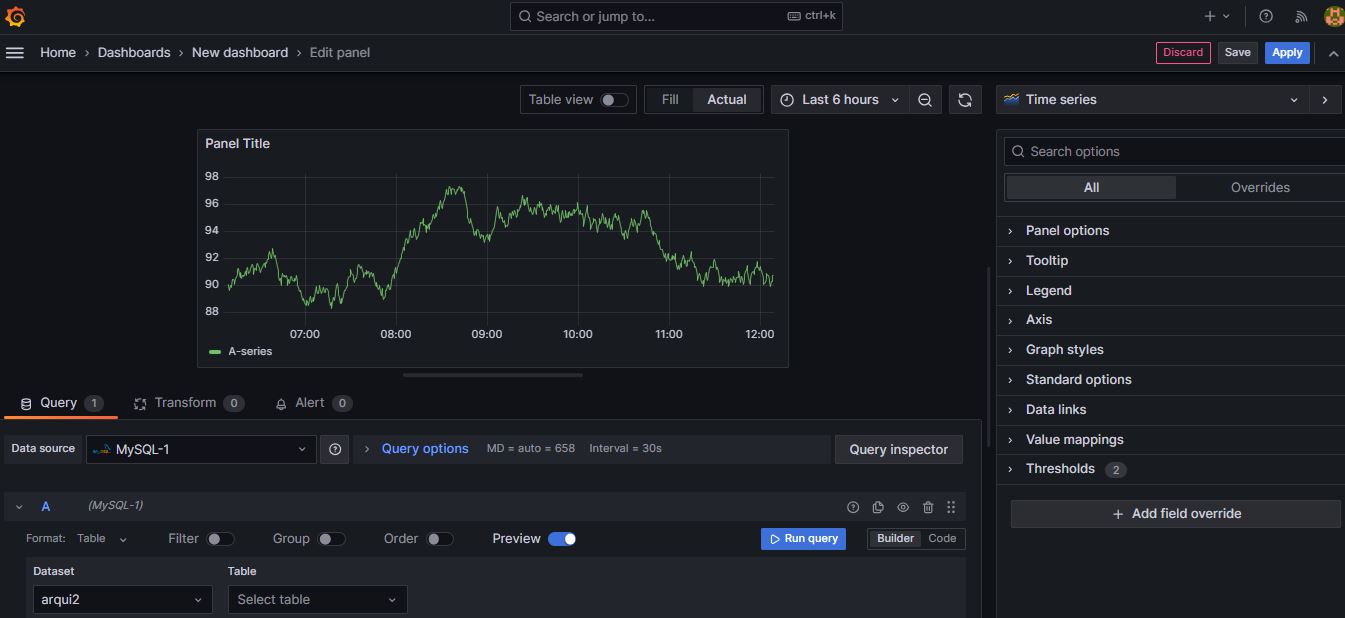 Search or jump to... ctrl+k
Home › Dashboards › New dashboard › Edit panel Discard Save Apply
Table view Fill Actual Last 6 hours Time series
Panel Title
98
96
94
92
90
88
07:00 08:00 09:00 10:00 11:00 12:00
A-series
Search options
All Overrides
Panel options
Tooltip
Legend
Axis
Graph styles
Standard options
Data links
Value mappings
Thresholds 2
+ Add field override
Query 1 Transform 0 Alert 0
Data source MySQL-1 Query options MD = auto = 658 Interval = 30s Query inspector
A (MySQL-1)
Format: Table Filter Group Order Preview Run query Builder Code
Dataset Table
arqui2 Select table